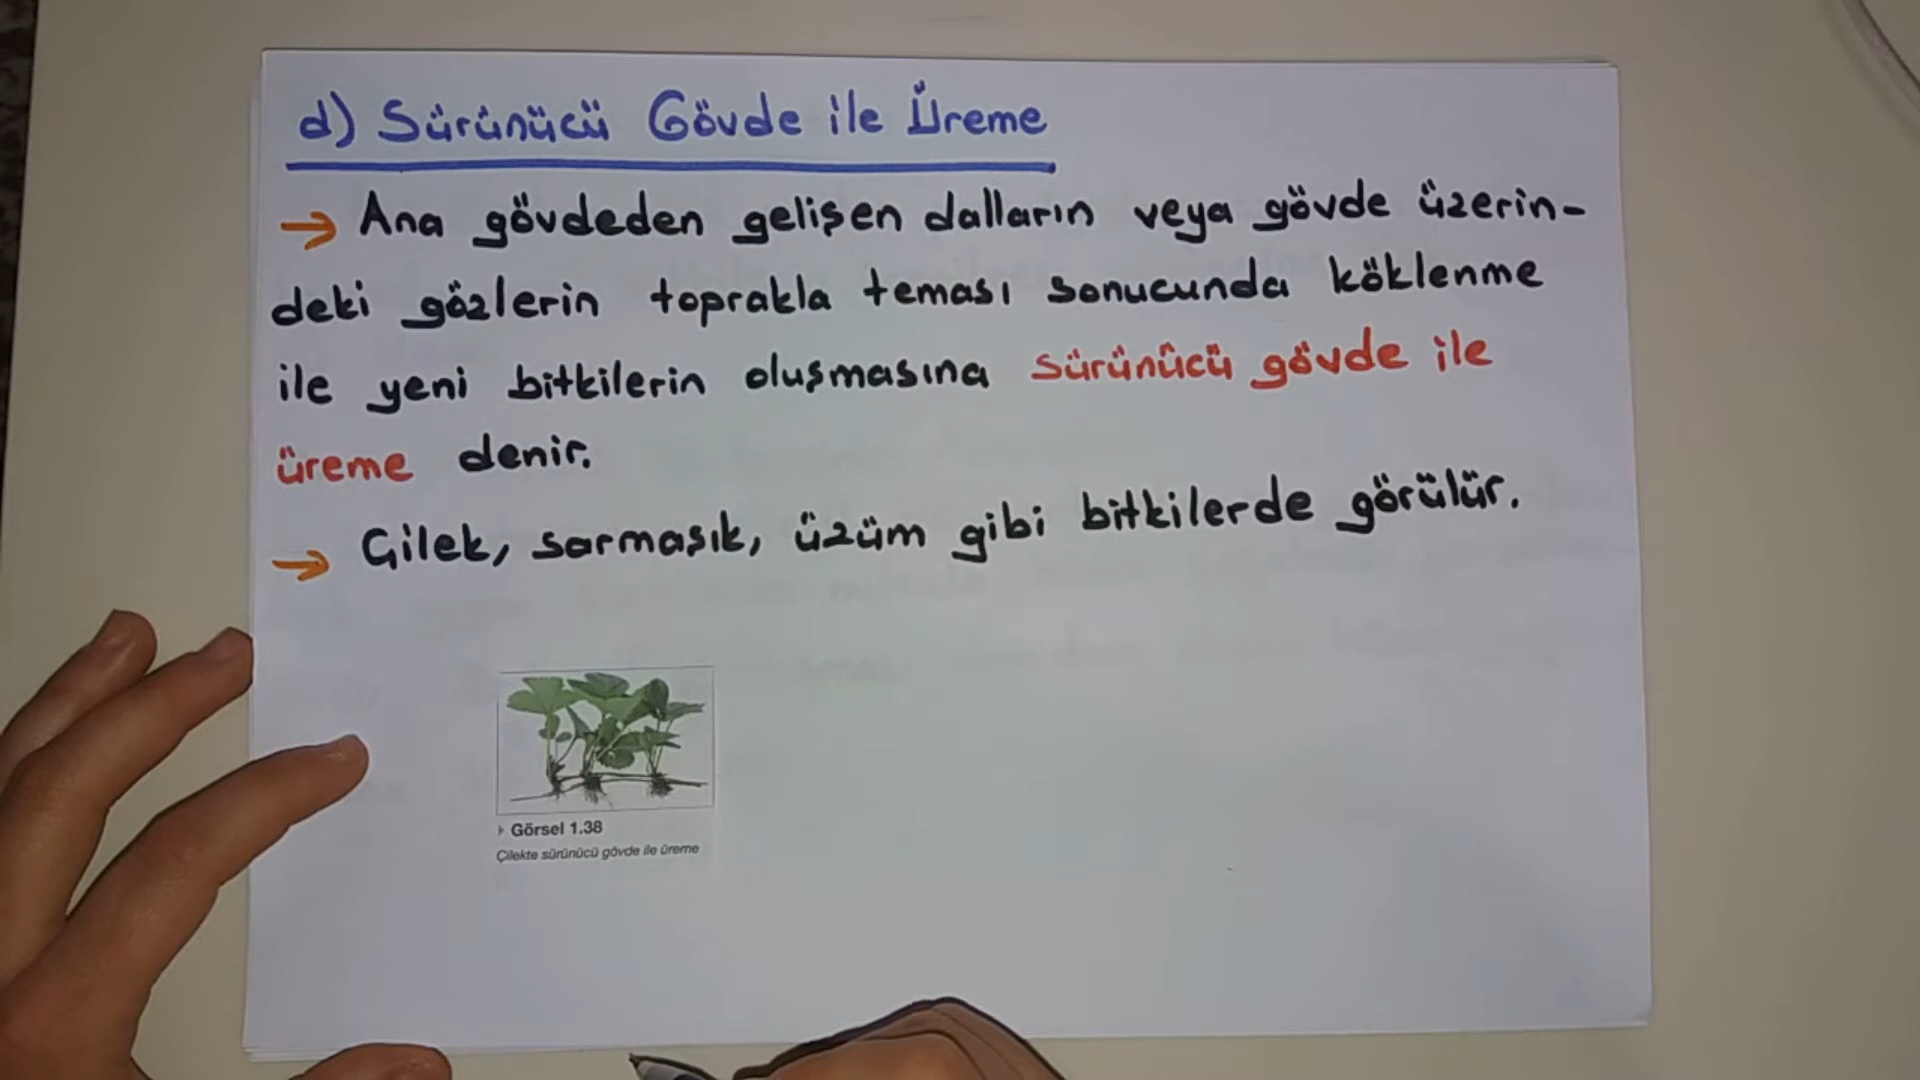 d) Sürünücü Gövde ile Üreme
→ Ana gövdeden gelişen dalların veya gövde üzerin-
deki gözlerin toprakla teması sonucunda köklenme
ile yeni bitkilerin oluşmasına sürünücü gövde ile
üreme denir.
→ Çilek, sarmaşık, üzüm gibi bitkilerde görülür.
Görsel 1.38
Çilekte sürünücü gövde ile üreme